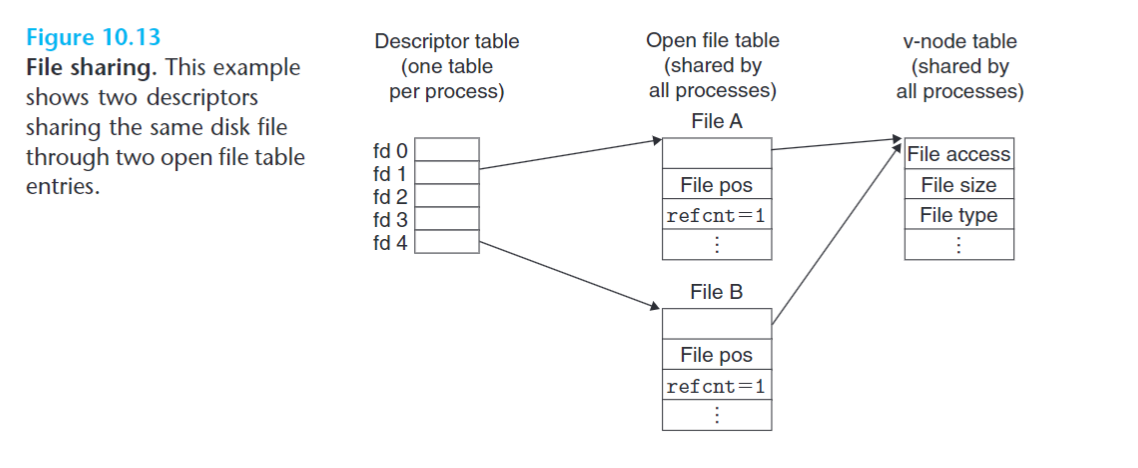 Figure 10.13
File sharing. This example
shows two descriptors
sharing the same disk file
through two open file table
entries.
Descriptor table
(one table
per process)
Open file table
(shared by
all processes)
v-node table
(shared by
all processes)
fd 0
fd 1
fd 2
fd 3
fd 4
File A
File pos
refcnt=1
⋮
File B
File pos
refcnt=1
⋮
File access
File size
File type
⋮